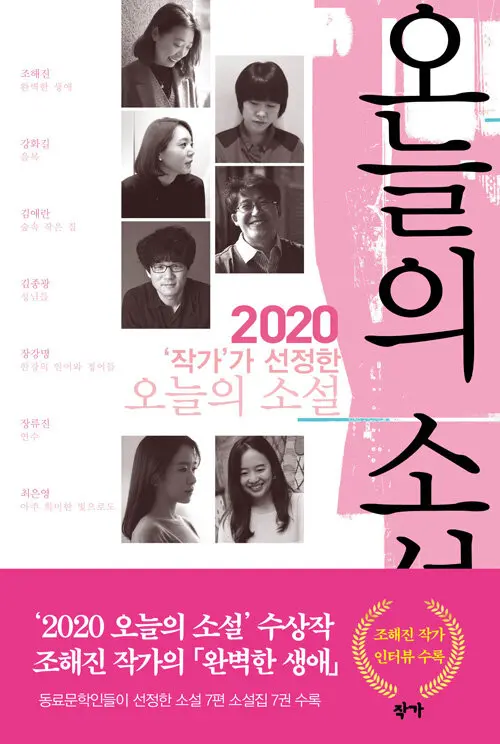 조해진
완벽한 생애
강화길
음복
김애란
숲속 작은 집
김종광
성님들
장강명
한강의 인어와 청어들
장류진
연수
최은영
아주 희미한 빛으로도
2020
‘작가’가 선정한
오늘의 소설
오늘의 소설
‘2020 오늘의 소설’ 수상작
조해진 작가의 「완벽한 생애」
동료문학인들이 선정한 소설 7편 소설집 7권 수록
조해진 작가
인터뷰 수록
작가